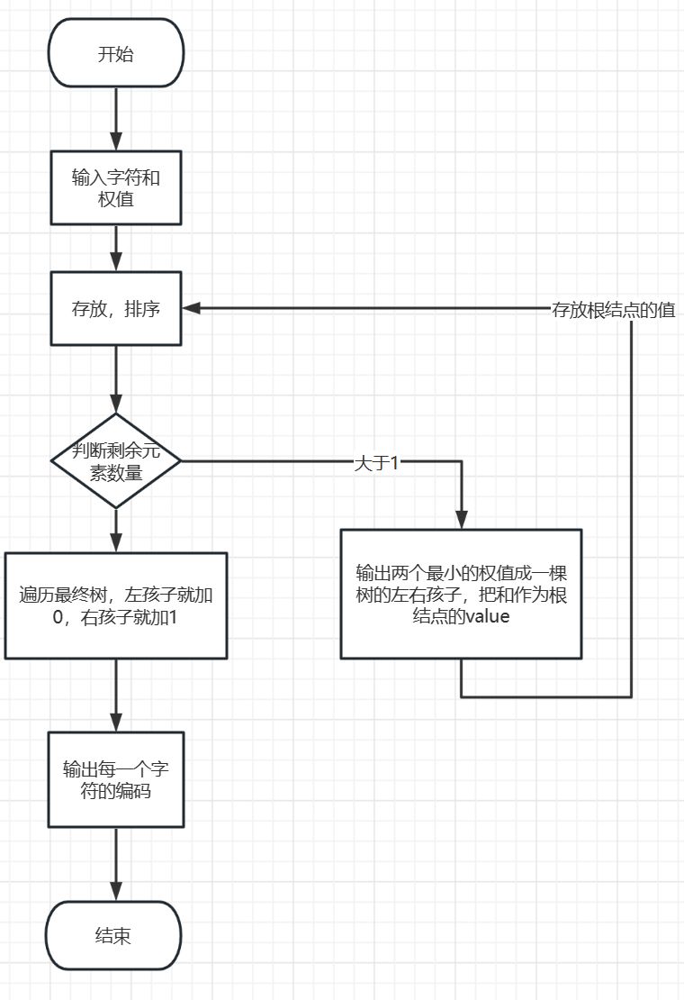 开始
输入字符和
权值
存放，排序
存放根结点的值
判断剩余元
素数量
大于1
输出两个最小的权值成一棵
树的左右孩子，把和作为根
结点的value
遍历最终树，左孩子就加
0，右孩子就加1
输出每一个字
符的编码
结束